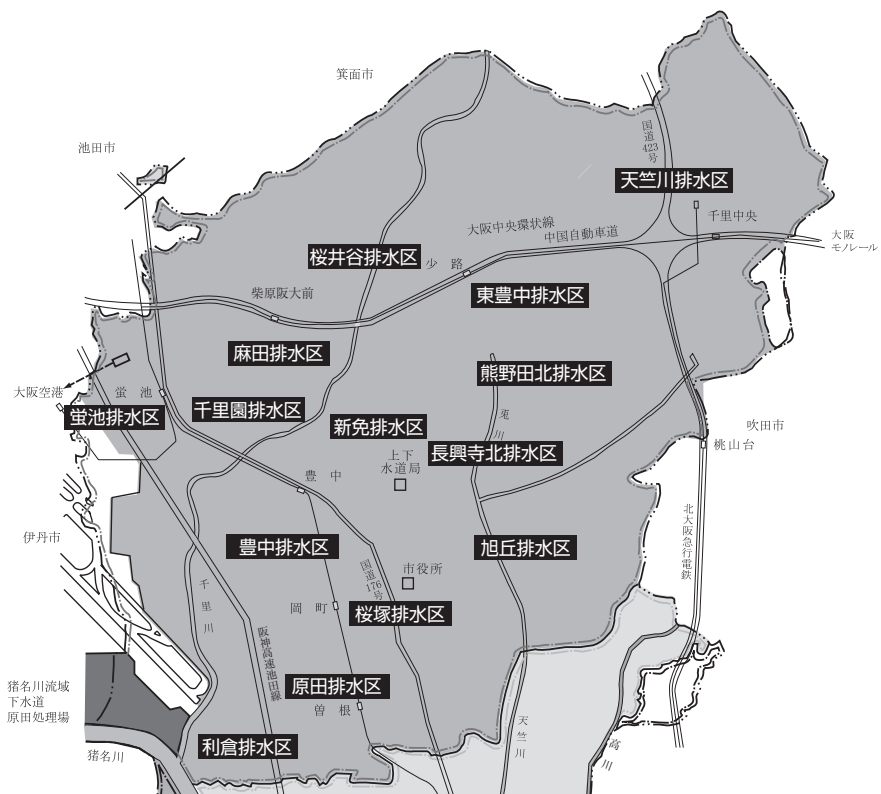 箕面市
池田市
国道423号
天竺川排水区
千里中央
大阪中央環状線
中国自動車道
大阪
モノレール
桜井谷排水区
少路
柴原阪大前
東豊中排水区
麻田排水区
熊野田北排水区
大阪空港
蛍池
蛍池排水区
千里園排水区
新免排水区
兎川
吹田市
桃山台
長興寺北排水区
上下
水道局
豊中
北大阪急行電鉄
伊丹市
豊中排水区
旭丘排水区
国道176号
市役所
千里川
岡町
桜塚排水区
阪神高速池田線
原田排水区
曽根
猪名川流域
下水道
原田処理場
利倉排水区
天竺川
高川
猪名川